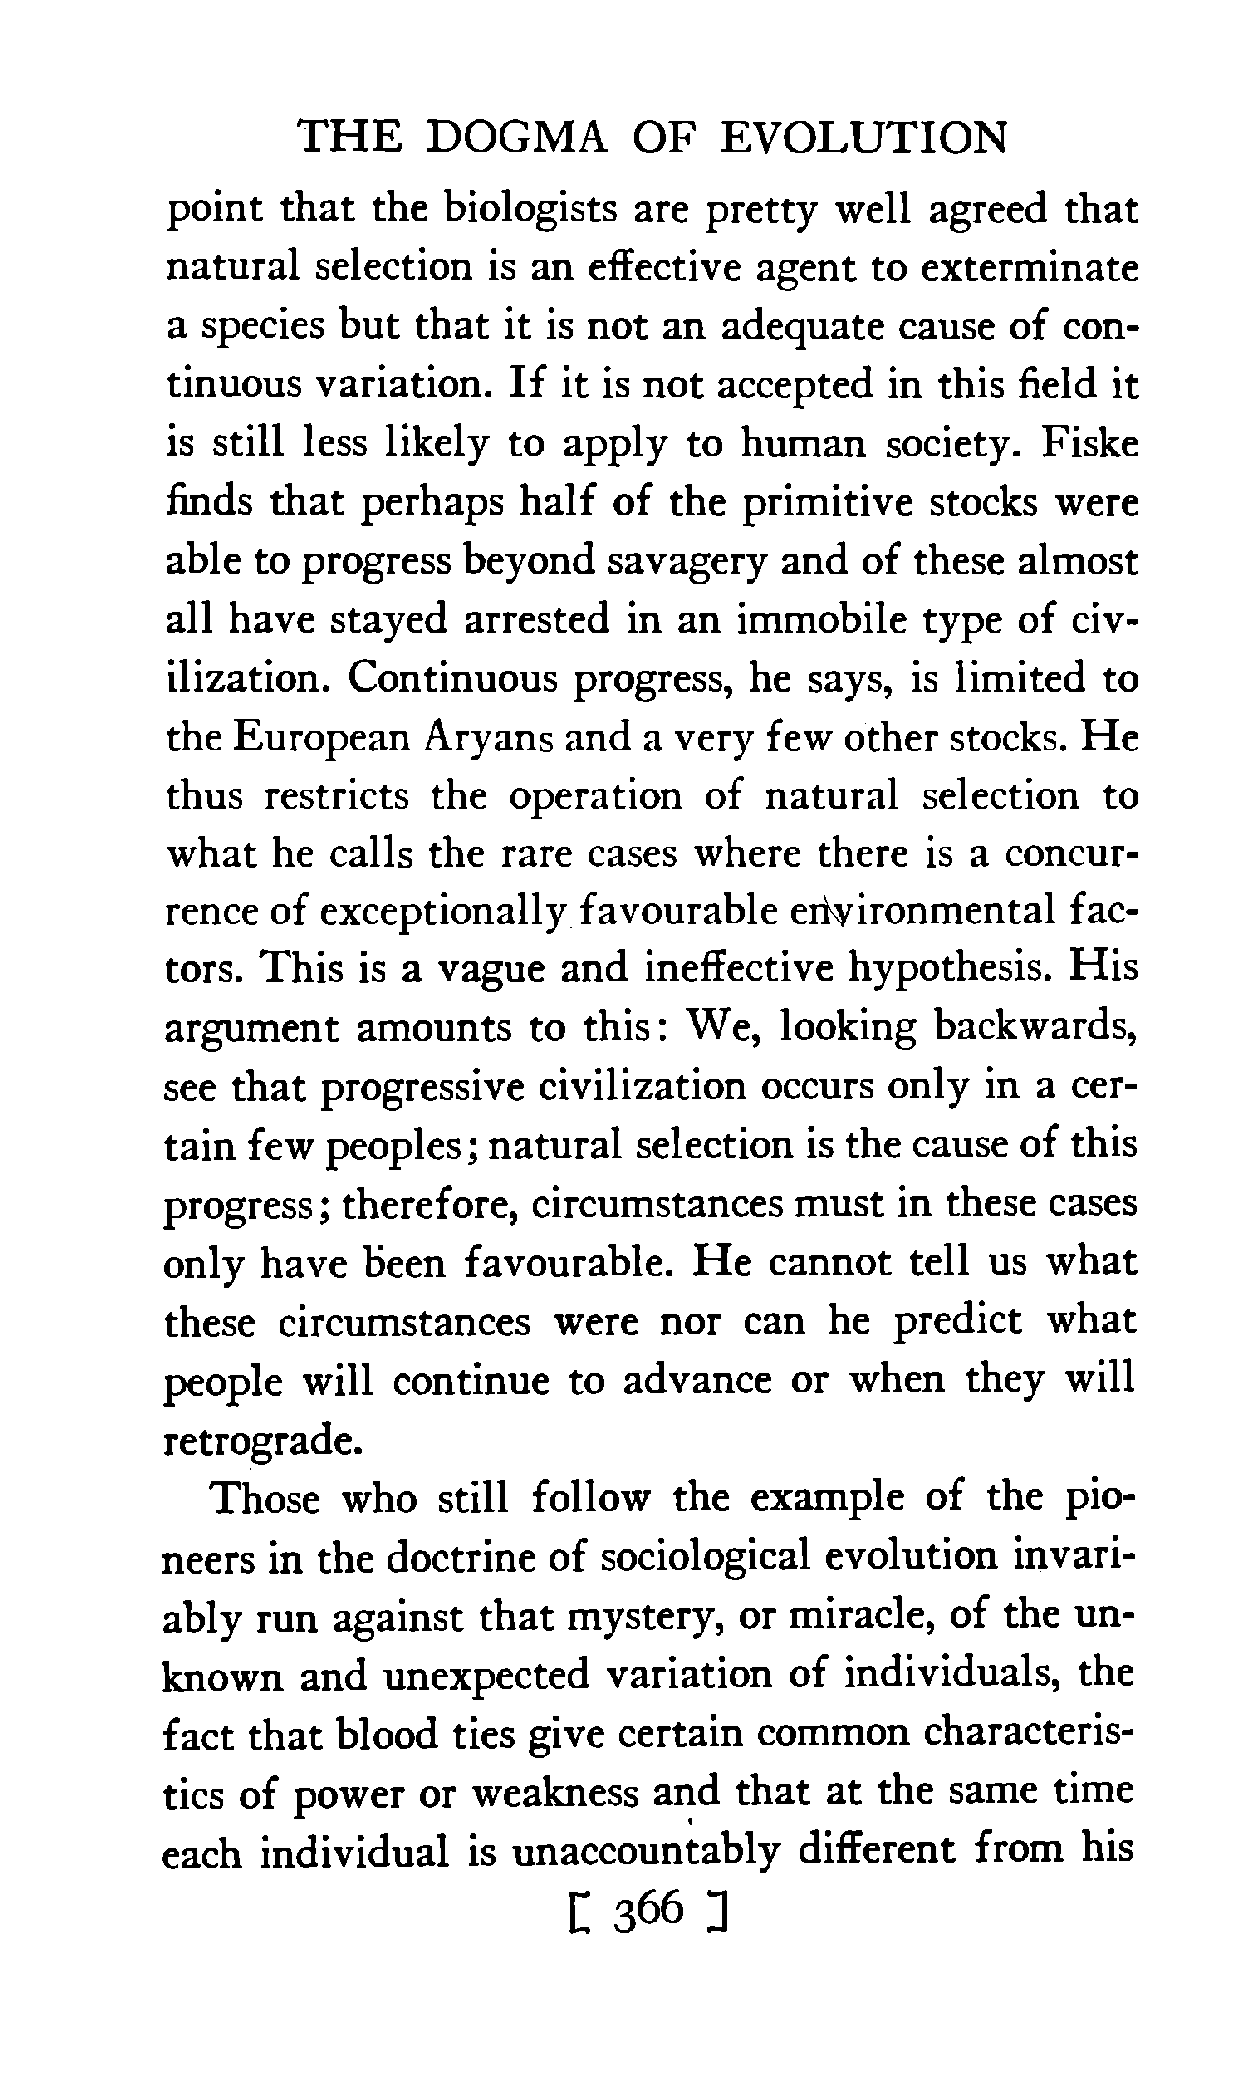 THE DOGMA OF EVOLUTION
point that the biologists are pretty well agreed that
natural selection is an effective agent to exterminate
a species but that it is not an adequate cause of con-
tinuous variation. If it is not accepted in this field it
is still less likely to apply to human society. Fiske
finds that perhaps half of the primitive stocks were
able to progress beyond savagery and of these almost
all have stayed arrested in an immobile type of civ-
ilization. Continuous progress, he says, is limited to
the European Aryans and a very few other stocks. He
thus restricts the operation of natural selection to
what he calls the rare cases where there is a concur-
rence of exceptionally favourable environmental fac-
tors. This is a vague and ineffective hypothesis. His
argument amounts to this: We, looking backwards,
see that progressive civilization occurs only in a cer-
tain few peoples; natural selection is the cause of this
progress; therefore, circumstances must in these cases
only have been favourable. He cannot tell us what
these circumstances were nor can he predict what
people will continue to advance or when they will
retrograde.
Those who still follow the example of the pio-
neers in the doctrine of sociological evolution invari-
ably run against that mystery, or miracle, of the un-
known and unexpected variation of individuals, the
fact that blood ties give certain common characteris-
tics of power or weakness and that at the same time
each individual is unaccountably different from his
[ 366 ]